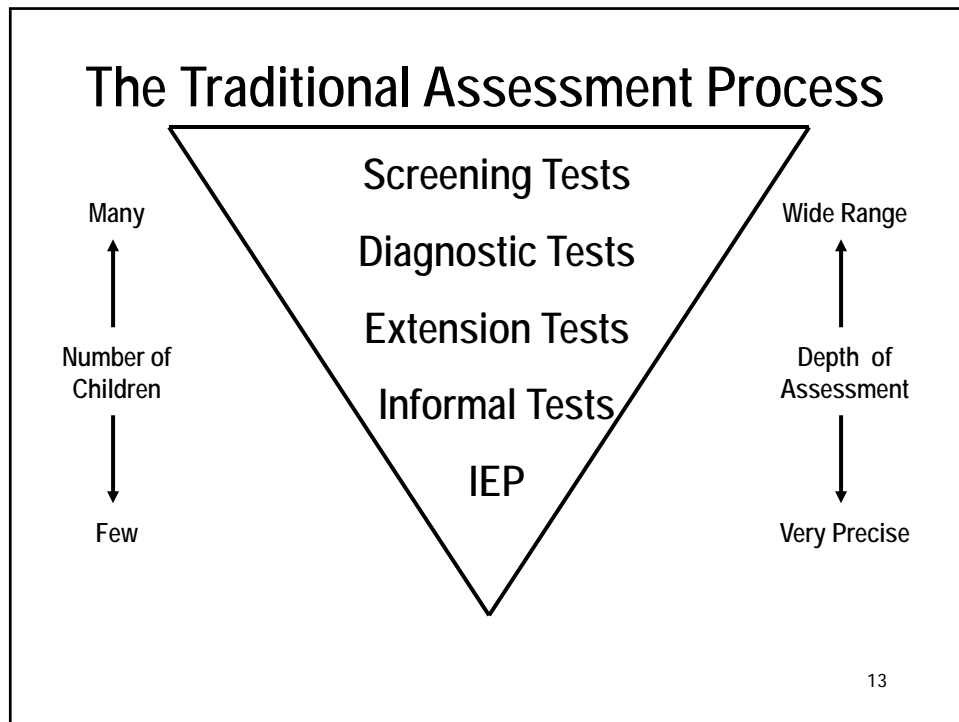 The Traditional Assessment Process
Screening Tests
Diagnostic Tests
Extension Tests
Informal Tests
IEP
Many
Number of
Children
Few
Wide Range
Depth of
Assessment
Very Precise
13